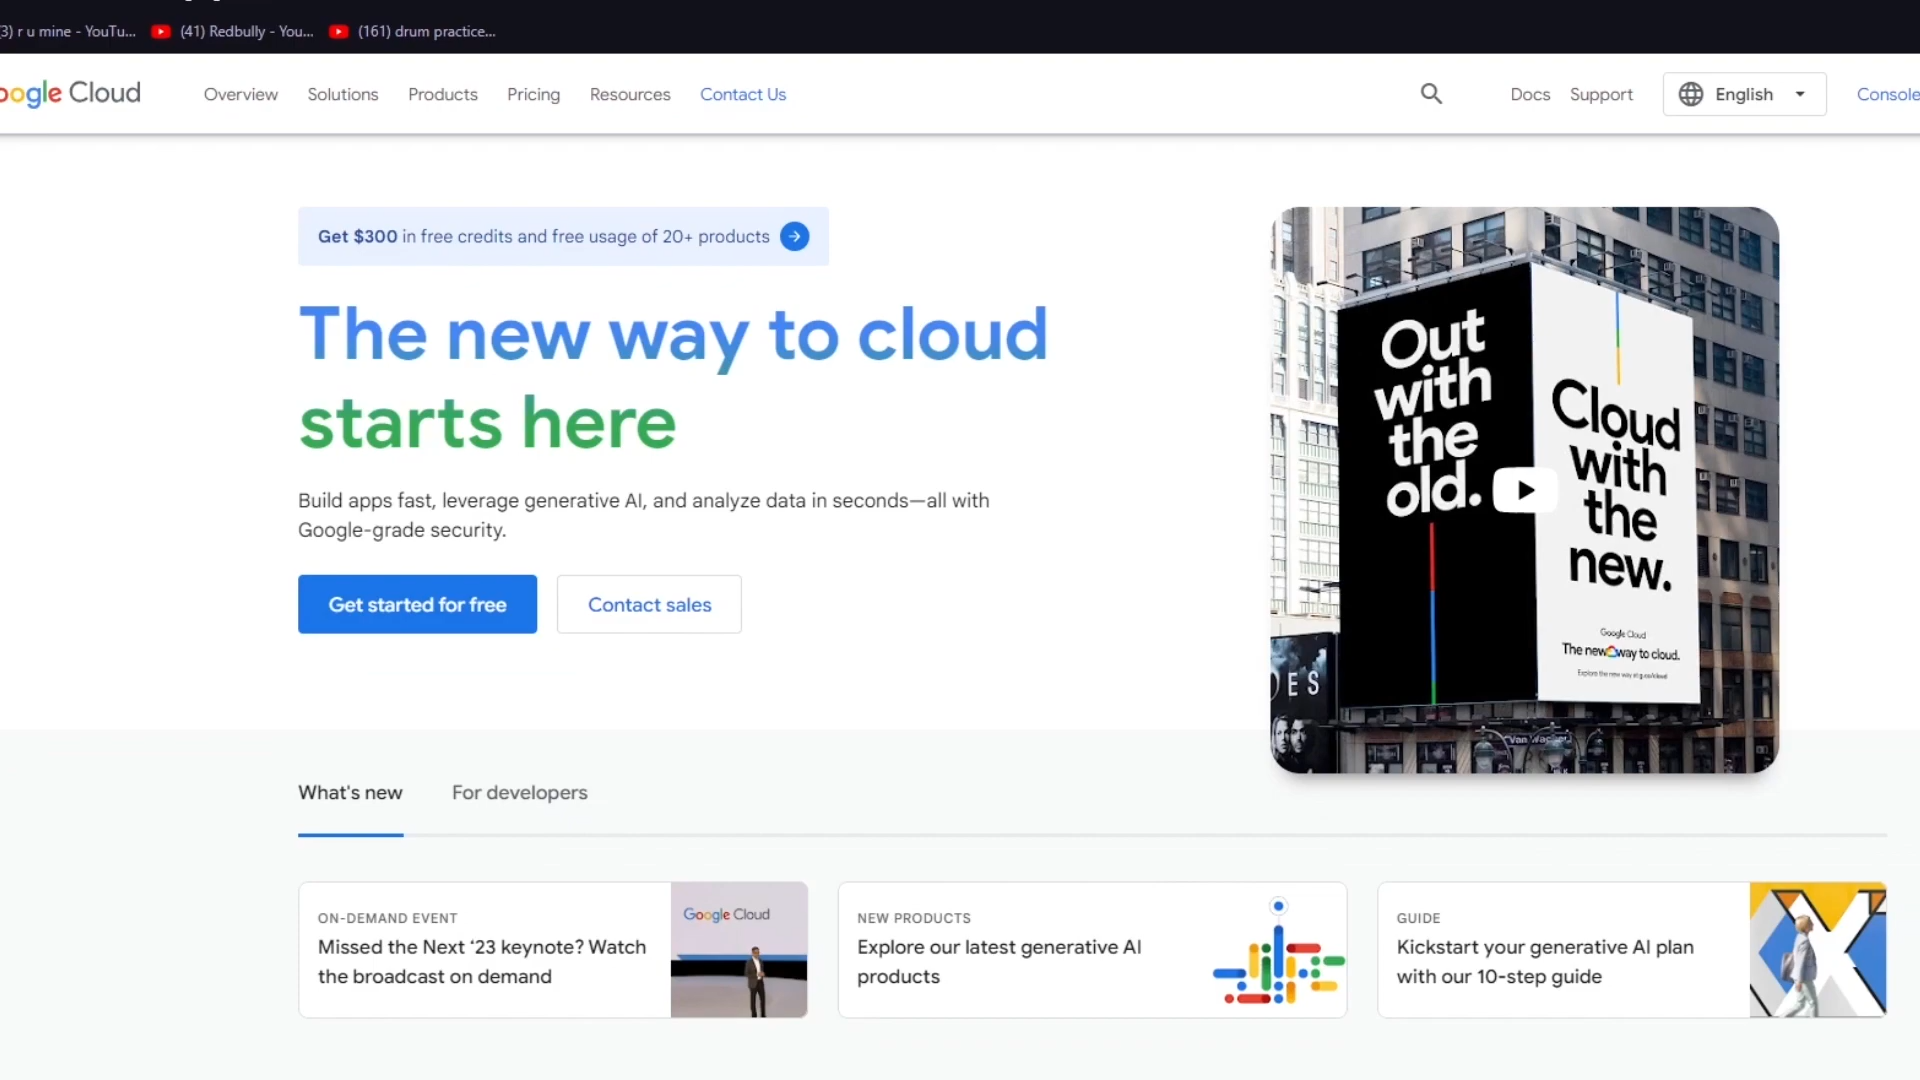 3) r u mine - YouTu...
(41) Redbully - You...
(161) drum practice...
oogle Cloud
Overview
Solutions
Products
Pricing
Resources
Contact Us
Docs
Support
English
Console
Get $300 in free credits and free usage of 20+ products
The new way to cloud
starts here
Build apps fast, leverage generative AI, and analyze data in seconds—all with
Google-grade security.
Get started for free
Contact sales
Out
with
the
old.
Cloud
with
the
new.
Google Cloud
The new way to cloud.
ES
What's new
For developers
ON-DEMAND EVENT
Missed the Next ‘23 keynote? Watch
the broadcast on demand
Google Cloud
NEW PRODUCTS
Explore our latest generative AI
products
GUIDE
Kickstart your generative AI plan
with our 10-step guide